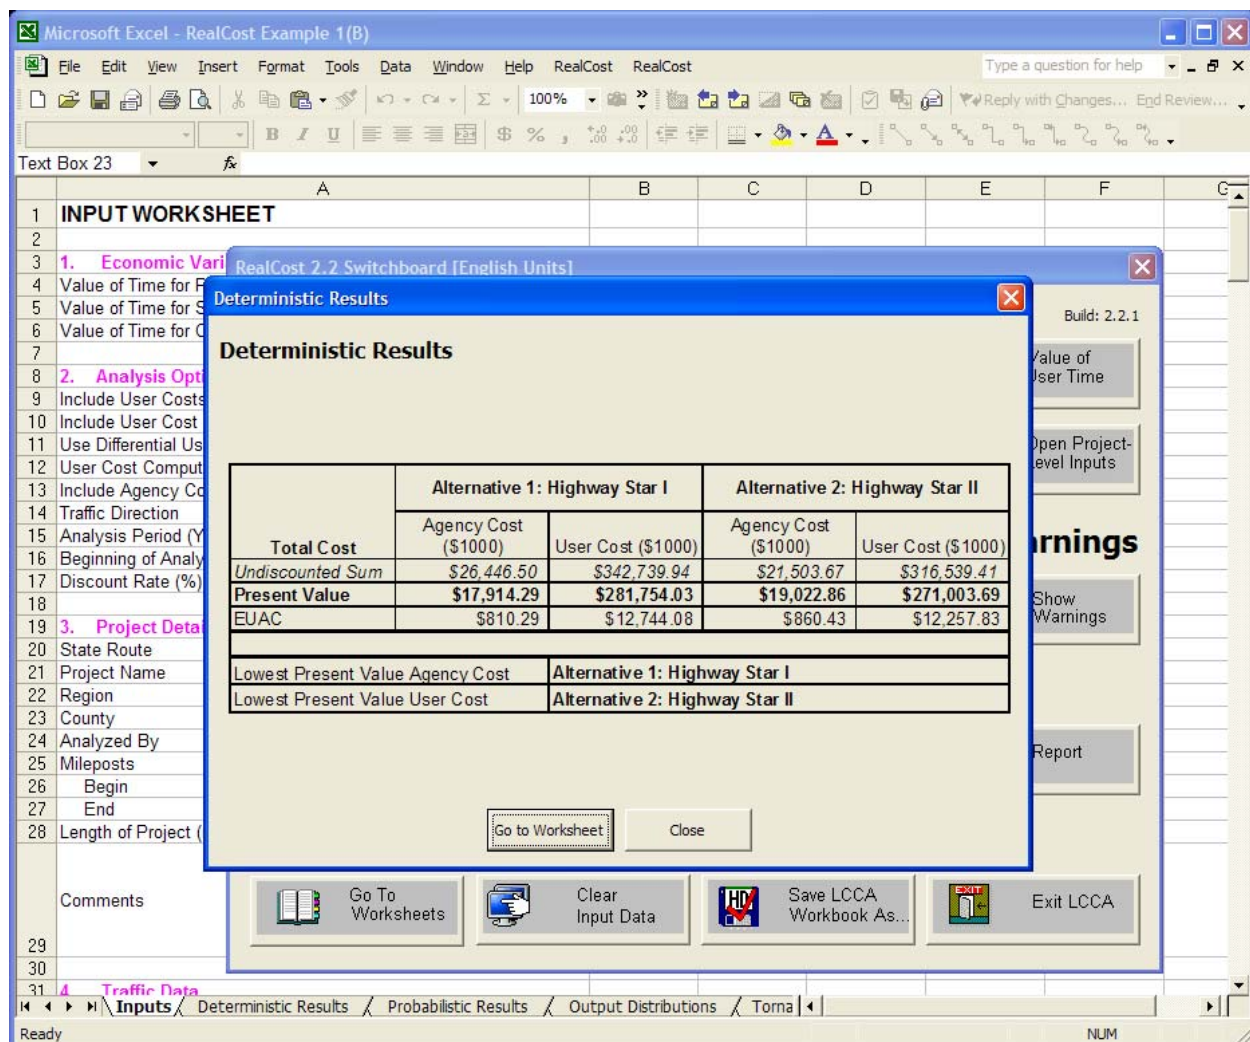 Microsoft Excel - RealCost Example 1(B)
File Edit View Insert Format Tools Data Window Help RealCost RealCost Type a question for help
100% Reply with Changes... End Review...
B I U $ % ,
Text Box 23 fx
A B C D E F G
1 INPUT WORKSHEET
2
3 1. Economic Vari
RealCost 2.2 Switchboard [English Units]
4 Value of Time for P
5 Value of Time for S
6 Value of Time for C
7
8 2. Analysis Opti
9 Include User Costs
10 Include User Cost
11 Use Differential Us
12 User Cost Comput
13 Include Agency Co
14 Traffic Direction
15 Analysis Period (Y
16 Beginning of Analy
17 Discount Rate (%)
18
19 3. Project Detai
20 State Route
21 Project Name
22 Region
23 County
24 Analyzed By
25 Mileposts
26 Begin
27 End
28 Length of Project (
Comments
29
30
31 4. Traffic Data
Build: 2.2.1
Value of
User Time
Open Project-
Level Inputs
rnings
Show
Warnings
Report
Deterministic Results
Deterministic Results
Alternative 1: Highway Star I Alternative 2: Highway Star II
Total Cost Agency Cost ($1000) User Cost ($1000) Agency Cost ($1000) User Cost ($1000)
Undiscounted Sum $26,446.50 $342,739.94 $21,503.67 $316,539.41
Present Value $17,914.29 $281,754.03 $19,022.86 $271,003.69
EUAC $810.29 $12,744.08 $860.43 $12,257.83
Lowest Present Value Agency Cost Alternative 1: Highway Star I
Lowest Present Value User Cost Alternative 2: Highway Star II
Go to Worksheet Close
Go To
Worksheets
Clear
Input Data
HD
Save LCCA
Workbook As...
EXIT
Exit LCCA
Inputs Deterministic Results Probabilistic Results Output Distributions Torna
Ready NUM